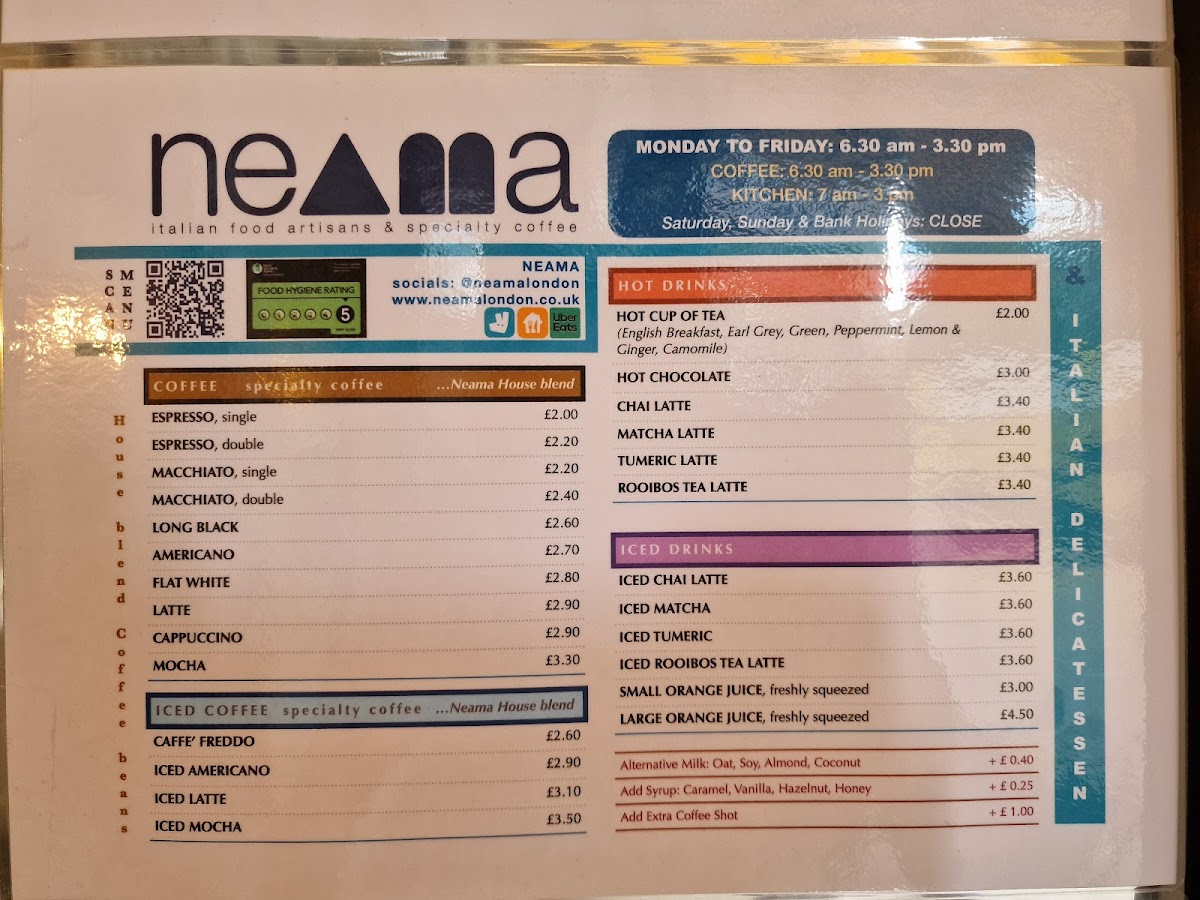 neama
italian food artisans & specialty coffee
MONDAY TO FRIDAY: 6.30 am - 3.30 pm
COFFEE: 6.30 am - 3.30 pm
KITCHEN: 7 am - 3 pm
Saturday, Sunday & Bank Holidays: CLOSE
SCAN MENU
FOOD HYGIENE RATING
5
VERY GOOD
NEAMA
socials: @neamalondon
www.neamalondon.co.uk
Uber
Eats
COFFEE specialty coffee ...Neama House blend
ESPRESSO, single £2.00
ESPRESSO, double £2.20
MACCHIATO, single £2.20
MACCHIATO, double £2.40
LONG BLACK £2.60
AMERICANO £2.70
FLAT WHITE £2.80
LATTE £2.90
CAPPUCCINO £2.90
MOCHA £3.30
ICED COFFEE specialty coffee ...Neama House blend
CAFFE' FREDDO £2.60
ICED AMERICANO £2.90
ICED LATTE £3.10
ICED MOCHA £3.50
House blend Coffee beans
HOT DRINKS
HOT CUP OF TEA £2.00
(English Breakfast, Earl Grey, Green, Peppermint, Lemon &
Ginger, Camomile)
HOT CHOCOLATE £3.00
CHAI LATTE £3.40
MATCHA LATTE £3.40
TUMERIC LATTE £3.40
ROOIBOS TEA LATTE £3.40
ICED DRINKS
ICED CHAI LATTE £3.60
ICED MATCHA £3.60
ICED TUMERIC £3.60
ICED ROOIBOS TEA LATTE £3.60
SMALL ORANGE JUICE, freshly squeezed £3.00
LARGE ORANGE JUICE, freshly squeezed £4.50
Alternative Milk: Oat, Soy, Almond, Coconut + £ 0.40
Add Syrup: Caramel, Vanilla, Hazelnut, Honey + £ 0.25
Add Extra Coffee Shot + £ 1.00
& ITALIAN DELICATESSEN